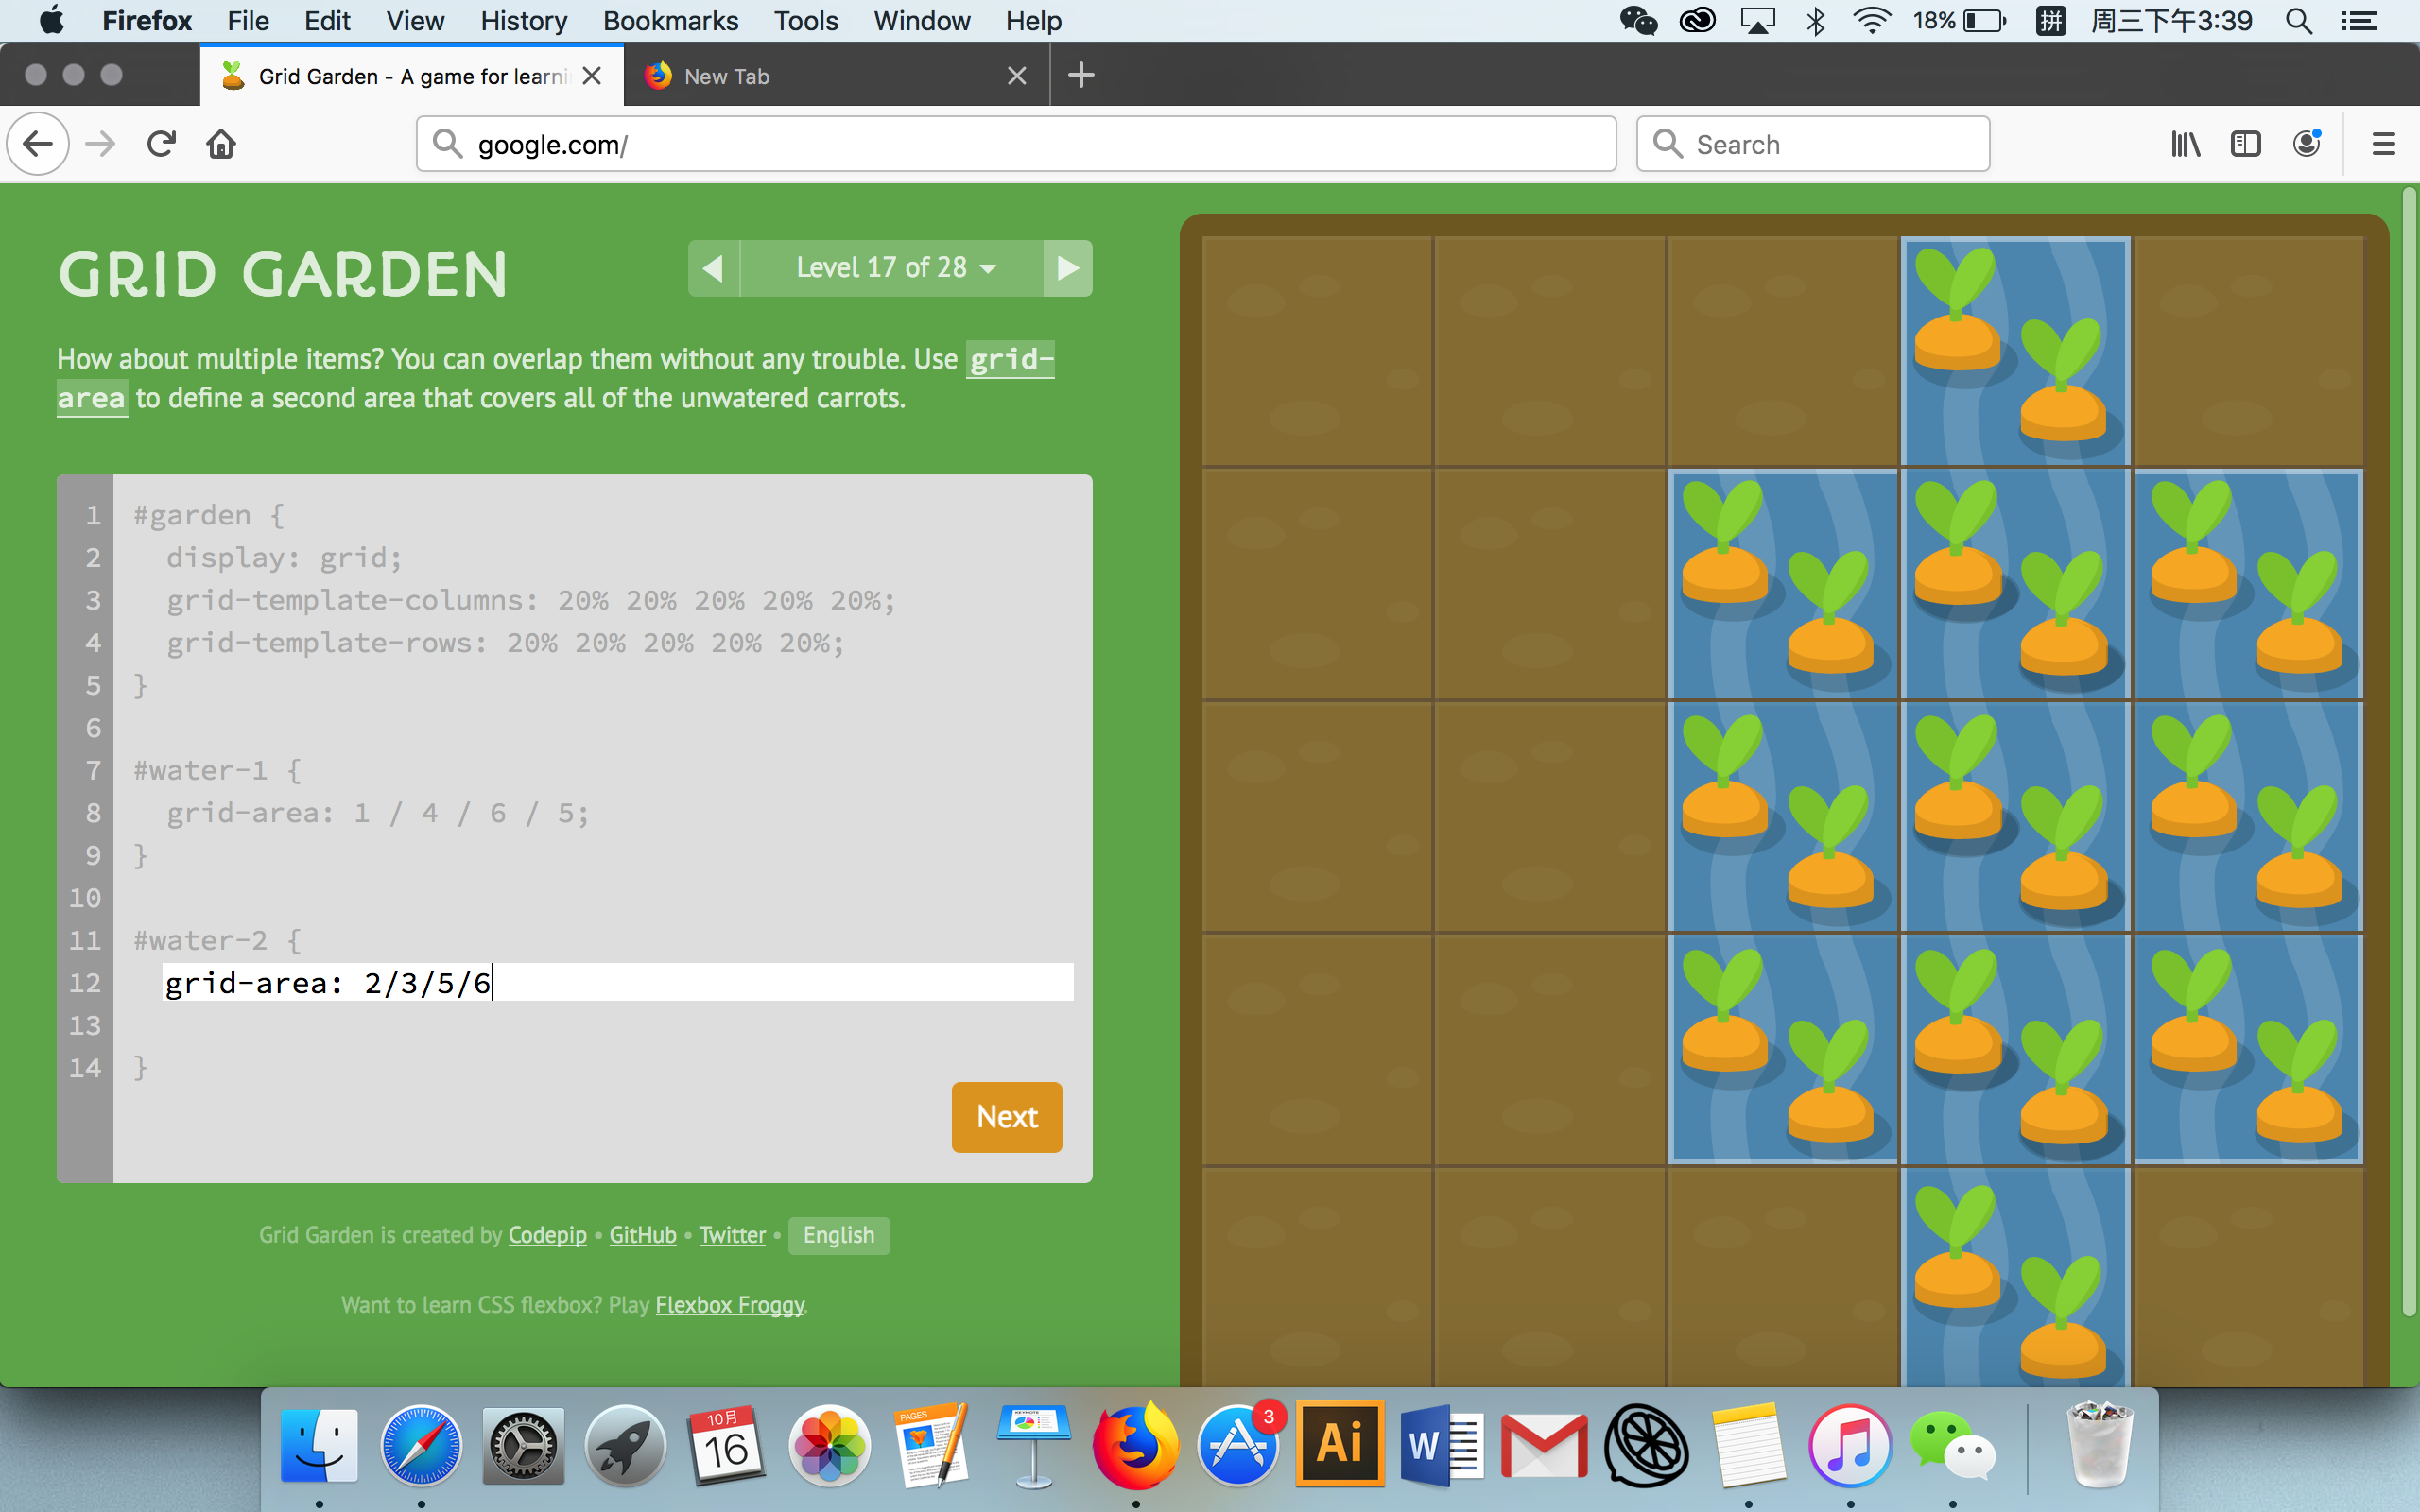 Firefox File Edit View History Bookmarks Tools Window Help 18% 拼 周三下午3:39
Grid Garden - A game for learni
New Tab
google.com/
Search
GRID GARDEN
Level 17 of 28
How about multiple items? You can overlap them without any trouble. Use grid-
area to define a second area that covers all of the unwatered carrots.
1 #garden {
2 display: grid;
3 grid-template-columns: 20% 20% 20% 20% 20%;
4 grid-template-rows: 20% 20% 20% 20% 20%;
5 }
6
7 #water-1 {
8 grid-area: 1 / 4 / 6 / 5;
9 }
10
11 #water-2 {
12 grid-area: 2/3/5/6
13
14 }
Next
Grid Garden is created by Codepip • GitHub • Twitter • English
Want to learn CSS flexbox? Play Flexbox Froggy.
10月
16
PAGES
KEYNOTE
3
Ai
W